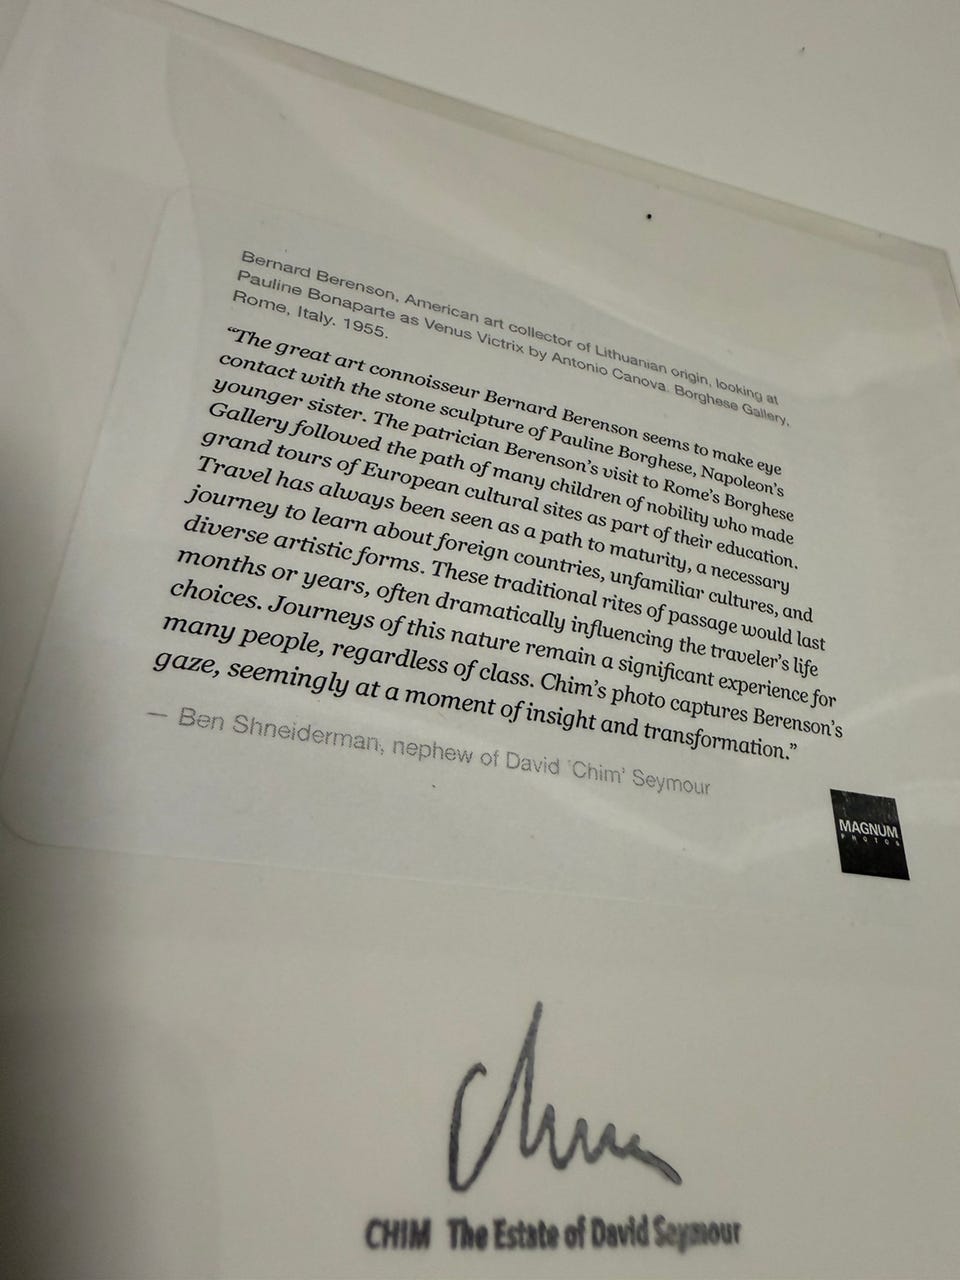 Bernard Berenson, American art collector of Lithuanian origin, looking at
Pauline Bonaparte as Venus Victrix by Antonio Canova. Borghese Gallery,
Rome, Italy. 1955.
“The great art connoisseur Bernard Berenson seems to make eye
contact with the stone sculpture of Pauline Borghese, Napoleon’s
younger sister. The patrician Berenson’s visit to Rome’s Borghese
Gallery followed the path of many children of nobility who made
grand tours of European cultural sites as part of their education.
Travel has always been seen as a path to maturity, a necessary
journey to learn about foreign countries, unfamiliar cultures, and
diverse artistic forms. These traditional rites of passage would last
months or years, often dramatically influencing the traveler’s life
choices. Journeys of this nature remain a significant experience for
many people, regardless of class. Chim’s photo captures Berenson’s
gaze, seemingly at a moment of insight and transformation.”
— Ben Shneiderman, nephew of David ‘Chim’ Seymour
MAGNUM
PHOTOS
Chim
CHIM The Estate of David Seymour